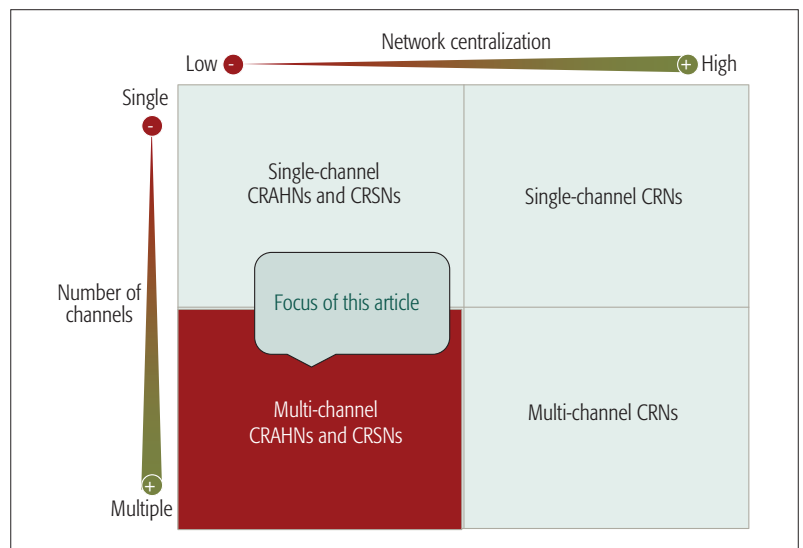 Network centralization
Low - + High
Single
-
Single-channel
CRAHNs and CRSNs
Single-channel CRNs
Number of
channels
Focus of this article
Multi-channel
CRAHNs and CRSNs
Multi-channel CRNs
+
Multiple